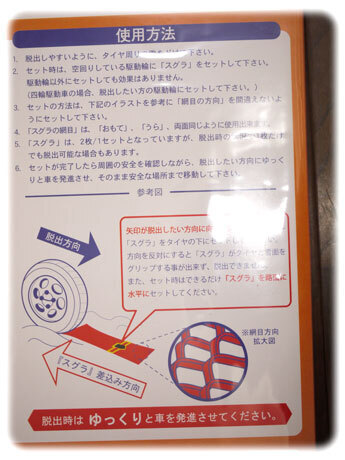 使用方法
1. 脱出しやすいように、タイヤ周りの を 下さい。
2. セット時は、空回りしている駆動輪に「スグラ」をセットして下さい。
駆動輪以外にセットしても効果はありません。
(四輪駆動車の場合、脱出したい方の駆動輪にセットして下さい。)
3. セットの方法は、下記のイラストを参考に「網目の方向」を間違えないよ
うにセットして下さい。
4. 「スグラの網目」は、「おもて」、「うら」、両面同じように使用出来ます。
5. 「スグラ」は、2枚/1セットとなっていますが、脱出時の 枚だけ
でも脱出可能な場合もあります。
6. セットが完了したら周囲の安全を確認しながら、脱出したい方向にゆっく
りと車を発進させ、そのまま安全な場所まで移動して下さい。
参考図
脱出方向
矢印が脱出したい方向に
「スグラ」をタイヤの下にセット
方向を反対にすると「スグラ」がタイヤと 面を
グリップする事が出来ず、脱出できま
また、セット時はできるだけ「スグラ」を路面に
水平にセットしてください。
※網目方向
拡大図
『スグラ』差込み方向
脱出時は ゆっくり と車を発進させてください。